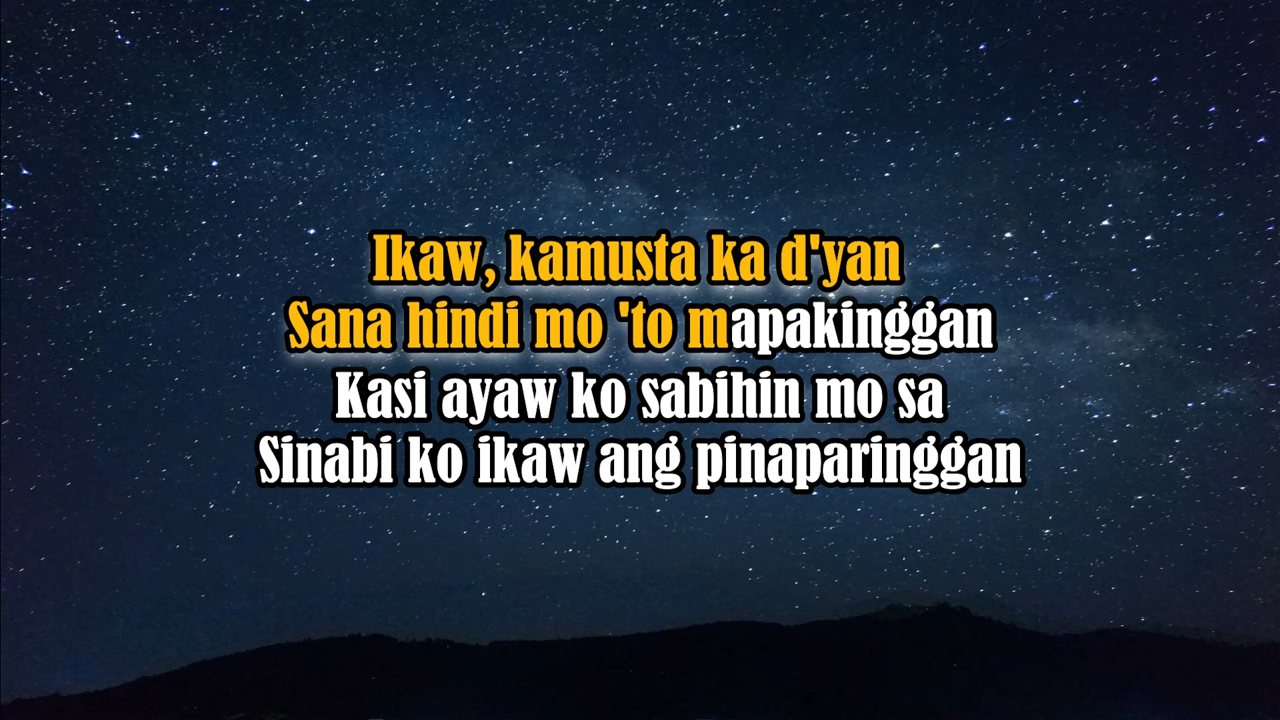 Ikaw, kamusta ka d'yan
Sana hindi mo 'to mapakinggan
Kasi ayaw ko sabihin mo sa
Sinabi ko ikaw ang pinaparinggan